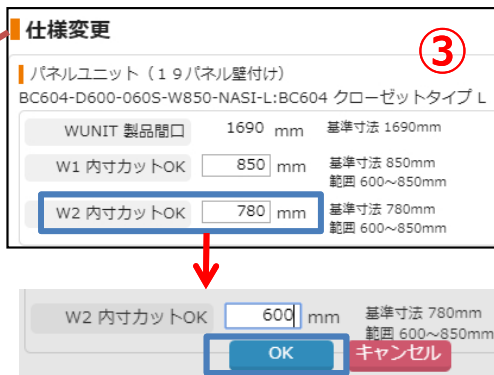 仕様変更
③
パネルユニット（１９パネル壁付け）
BC604-D600-060S-W850-NASI-L:BC604 クローゼットタイプ L
WUNIT 製品間口 1690 mm 基準寸法 1690mm
W1 内寸カットOK 850 mm 基準寸法 850mm
範囲 600～850mm
W2 内寸カットOK 780 mm 基準寸法 780mm
範囲 600～850mm
W2 内寸カットOK 600 mm 基準寸法 780mm
範囲 600～850mm
OK キャンセル